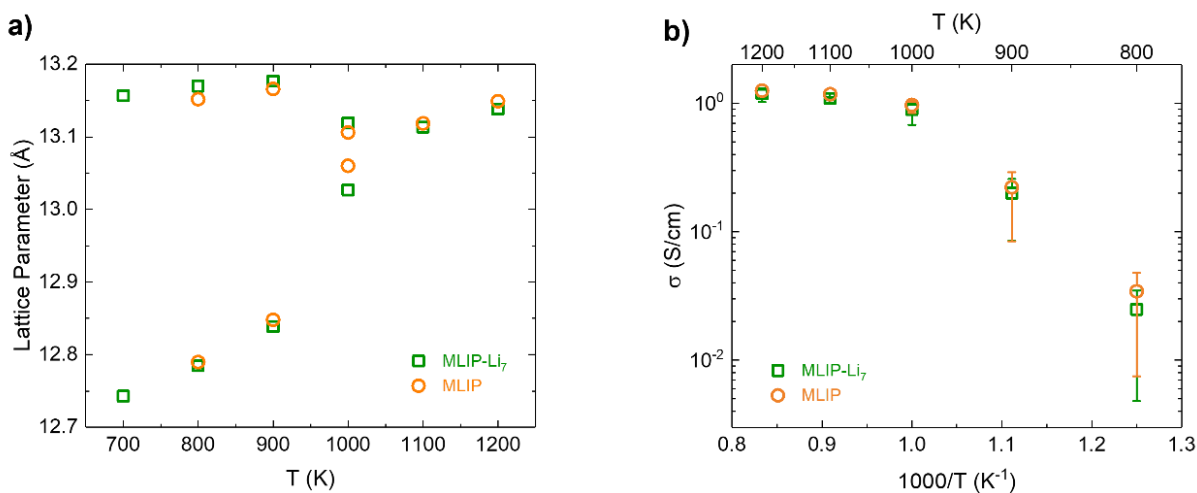 a)
13.2
13.1
13.0
12.9
12.8
12.7
Lattice Parameter (Å)
MLIP-Li₇
MLIP
700 800 900 1000 1100 1200
T (K)
b)
T (K)
1200 1100 1000 900 800
10⁰
10⁻¹
10⁻²
σ (S/cm)
MLIP-Li₇
MLIP
0.8 0.9 1.0 1.1 1.2 1.3
1000/T (K⁻¹)